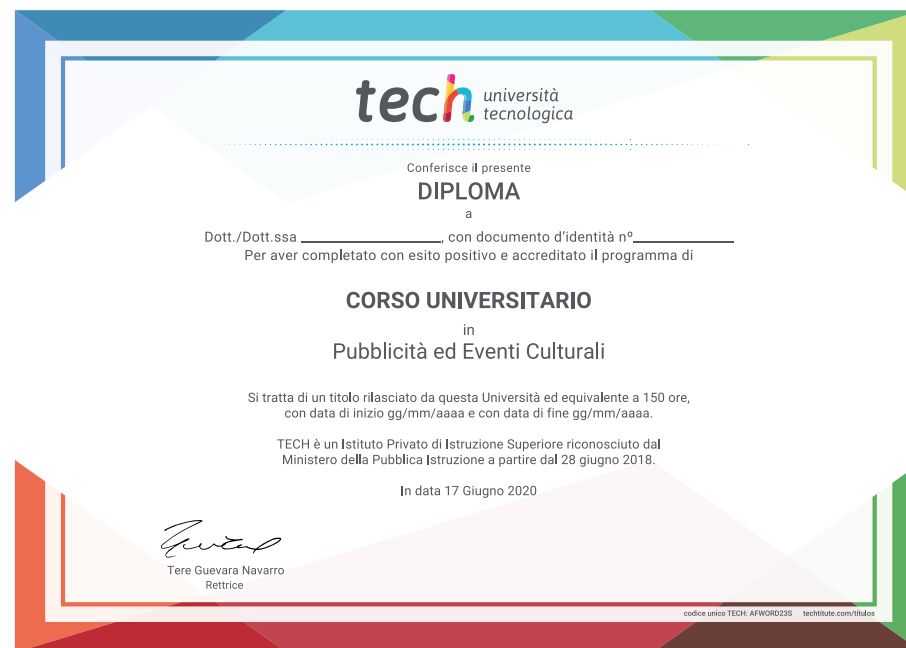 tech università
tecnologica
Conferisce il presente
DIPLOMA
a
Dott./Dott.ssa ____________________, con documento d'identità nº______________
Per aver completato con esito positivo e accreditato il programma di
CORSO UNIVERSITARIO
in
Pubblicità ed Eventi Culturali
Si tratta di un titolo rilasciato da questa Università ed equivalente a 150 ore,
con data di inizio gg/mm/aaaa e con data di fine gg/mm/aaaa.
TECH è un Istituto Privato di Istruzione Superiore riconosciuto dal
Ministero della Pubblica Istruzione a partire dal 28 giugno 2018.
In data 17 Giugno 2020
Tere Guevara Navarro
Rettrice
codice unico TECH: AFWORD23S techtitute.com/titulos